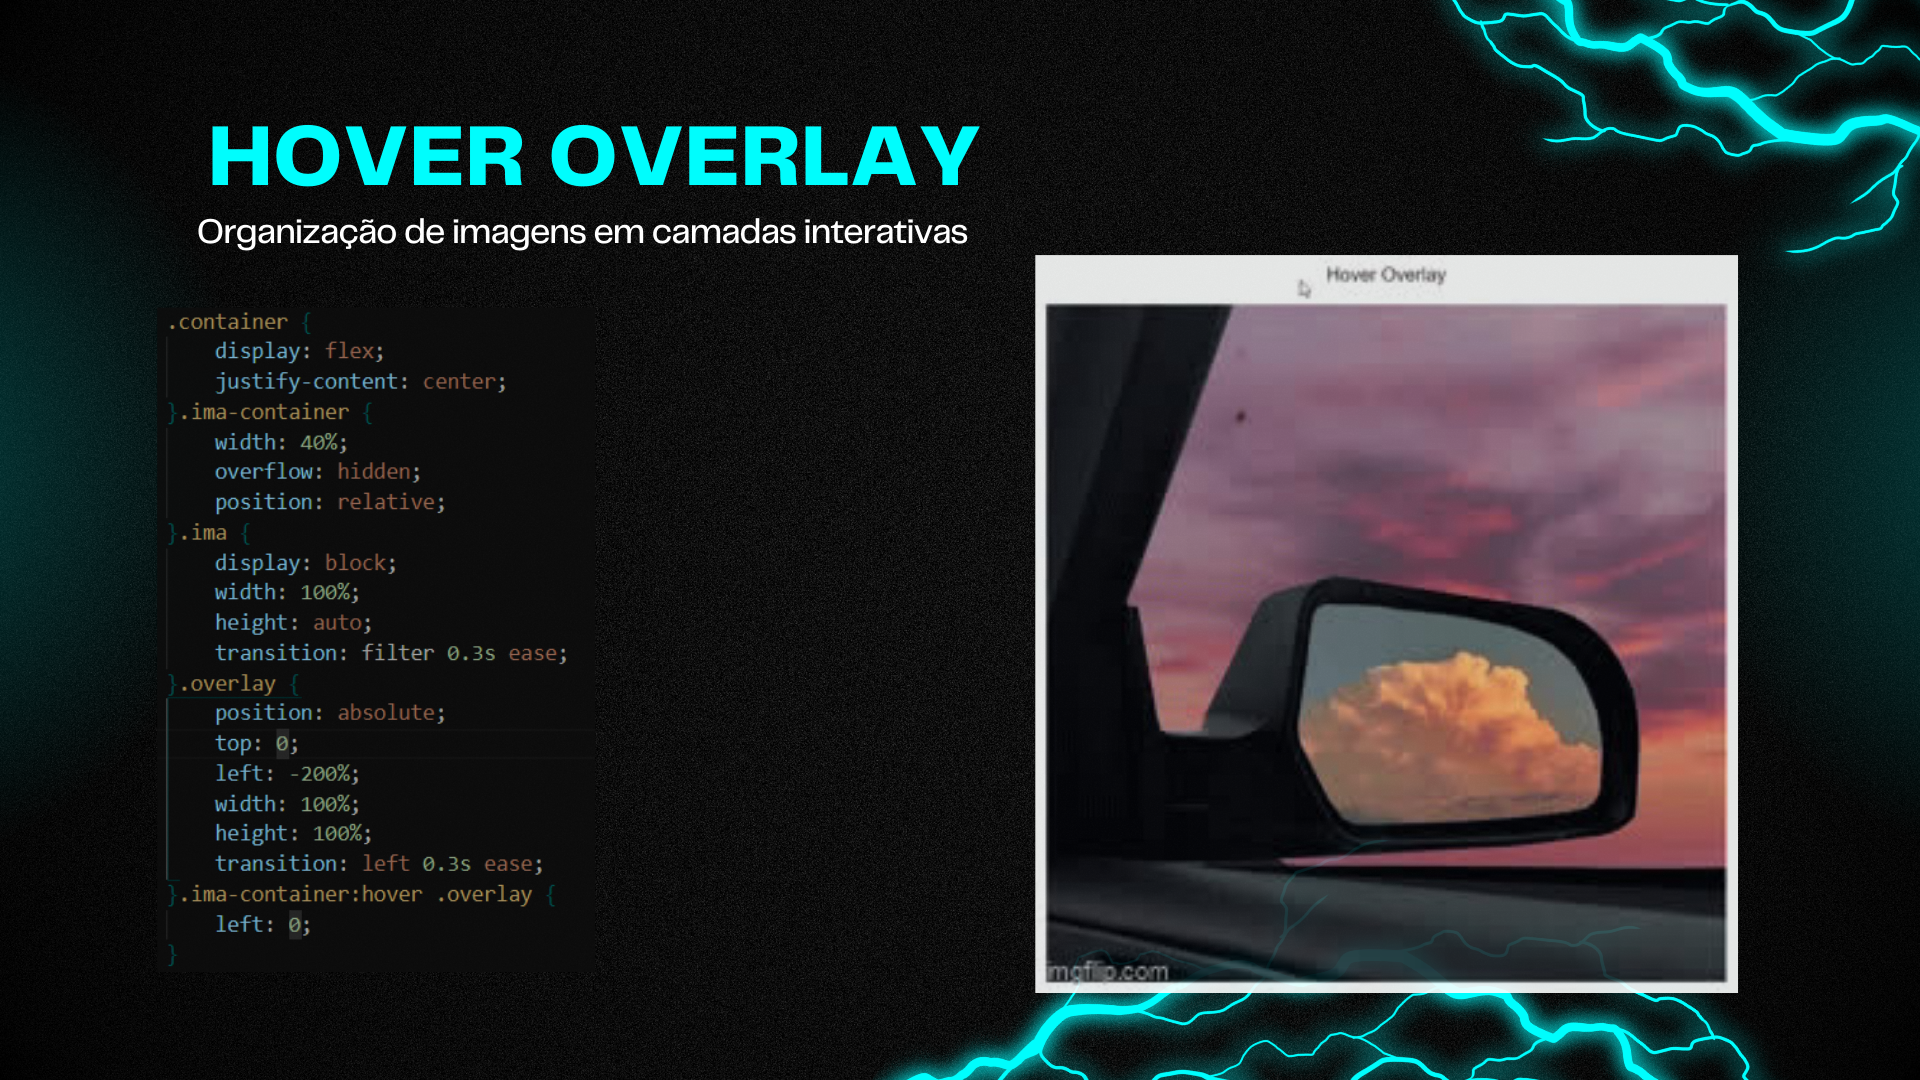 HOVER OVERLAY
Organização de imagens em camadas interativas
.container {
    display: flex;
    justify-content: center;
}.ima-container {
    width: 40%;
    overflow: hidden;
    position: relative;
}.ima {
    display: block;
    width: 100%;
    height: auto;
    transition: filter 0.3s ease;
}.overlay {
    position: absolute;
    top: 0;
    left: -200%;
    width: 100%;
    height: 100%;
    transition: left 0.3s ease;
}.ima-container:hover .overlay {
    left: 0;
}
Hover Overlay
imgflip.com